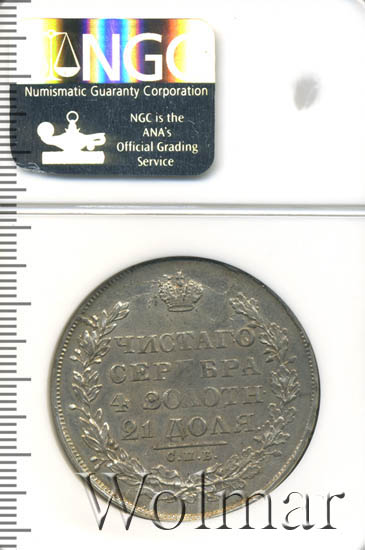 NGC
Numismatic Guaranty Corporation
NGC is the
ANA's
Official Grading
Service
ЧИСТАГО
СЕРЕБРА
4 ЗОЛОТН.
21 ДОЛЯ.
С.П.Б.
Wolmar